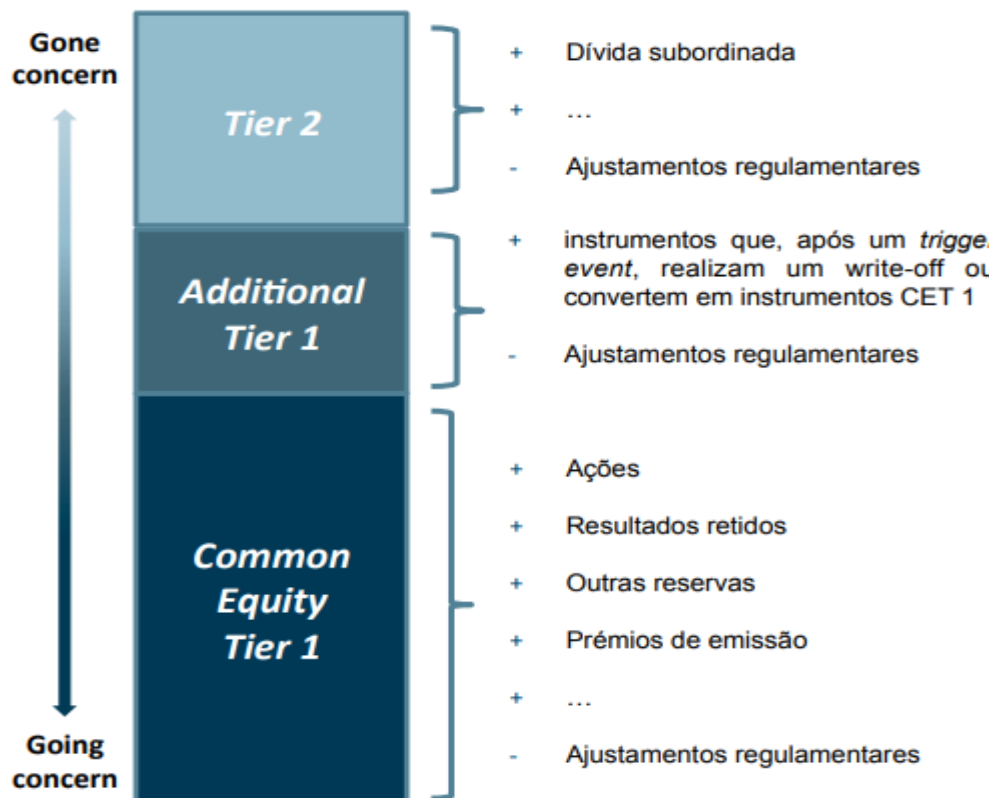 Gone
concern
Tier 2
+ Dívida subordinada
+ ...
- Ajustamentos regulamentares
Additional
Tier 1
+ instrumentos que, após um trigger
event, realizam um write-off ou
convertem em instrumentos CET 1
- Ajustamentos regulamentares
Common
Equity
Tier 1
+ Ações
+ Resultados retidos
+ Outras reservas
+ Prémios de emissão
+ ...
- Ajustamentos regulamentares
Going
concern